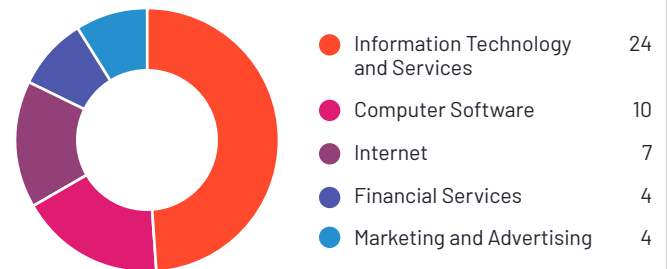 Information Technology 24
and Services
Computer Software 10
Internet 7
Financial Services 4
Marketing and Advertising 4